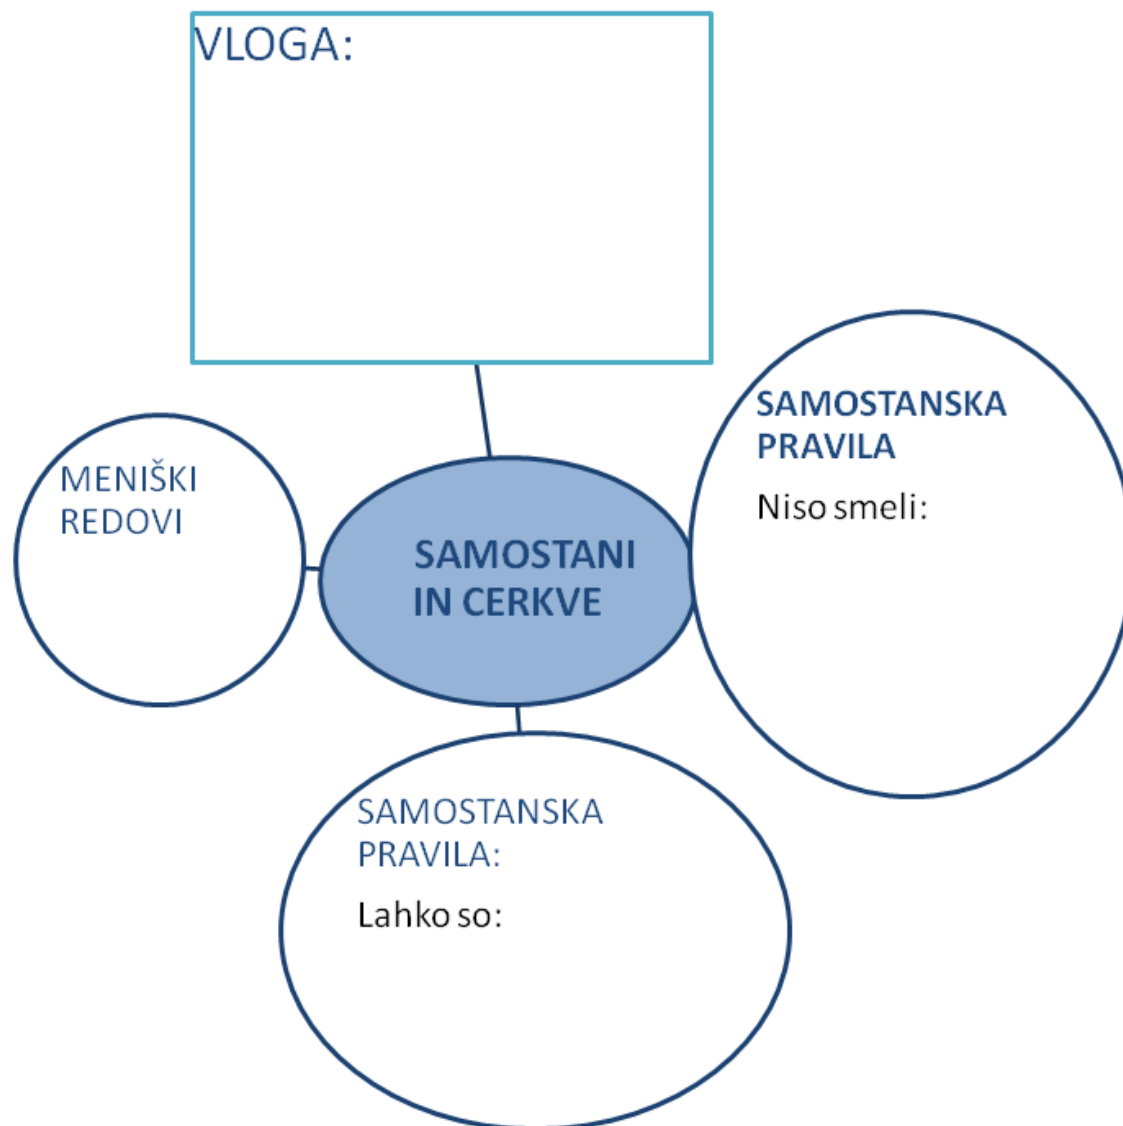 VLOGA:
MENIŠKI
REDOVI
SAMOSTANI
IN CERKVE
SAMOSTANSKA
PRAVILA
Niso smeli:
SAMOSTANSKA
PRAVILA:
Lahko so: